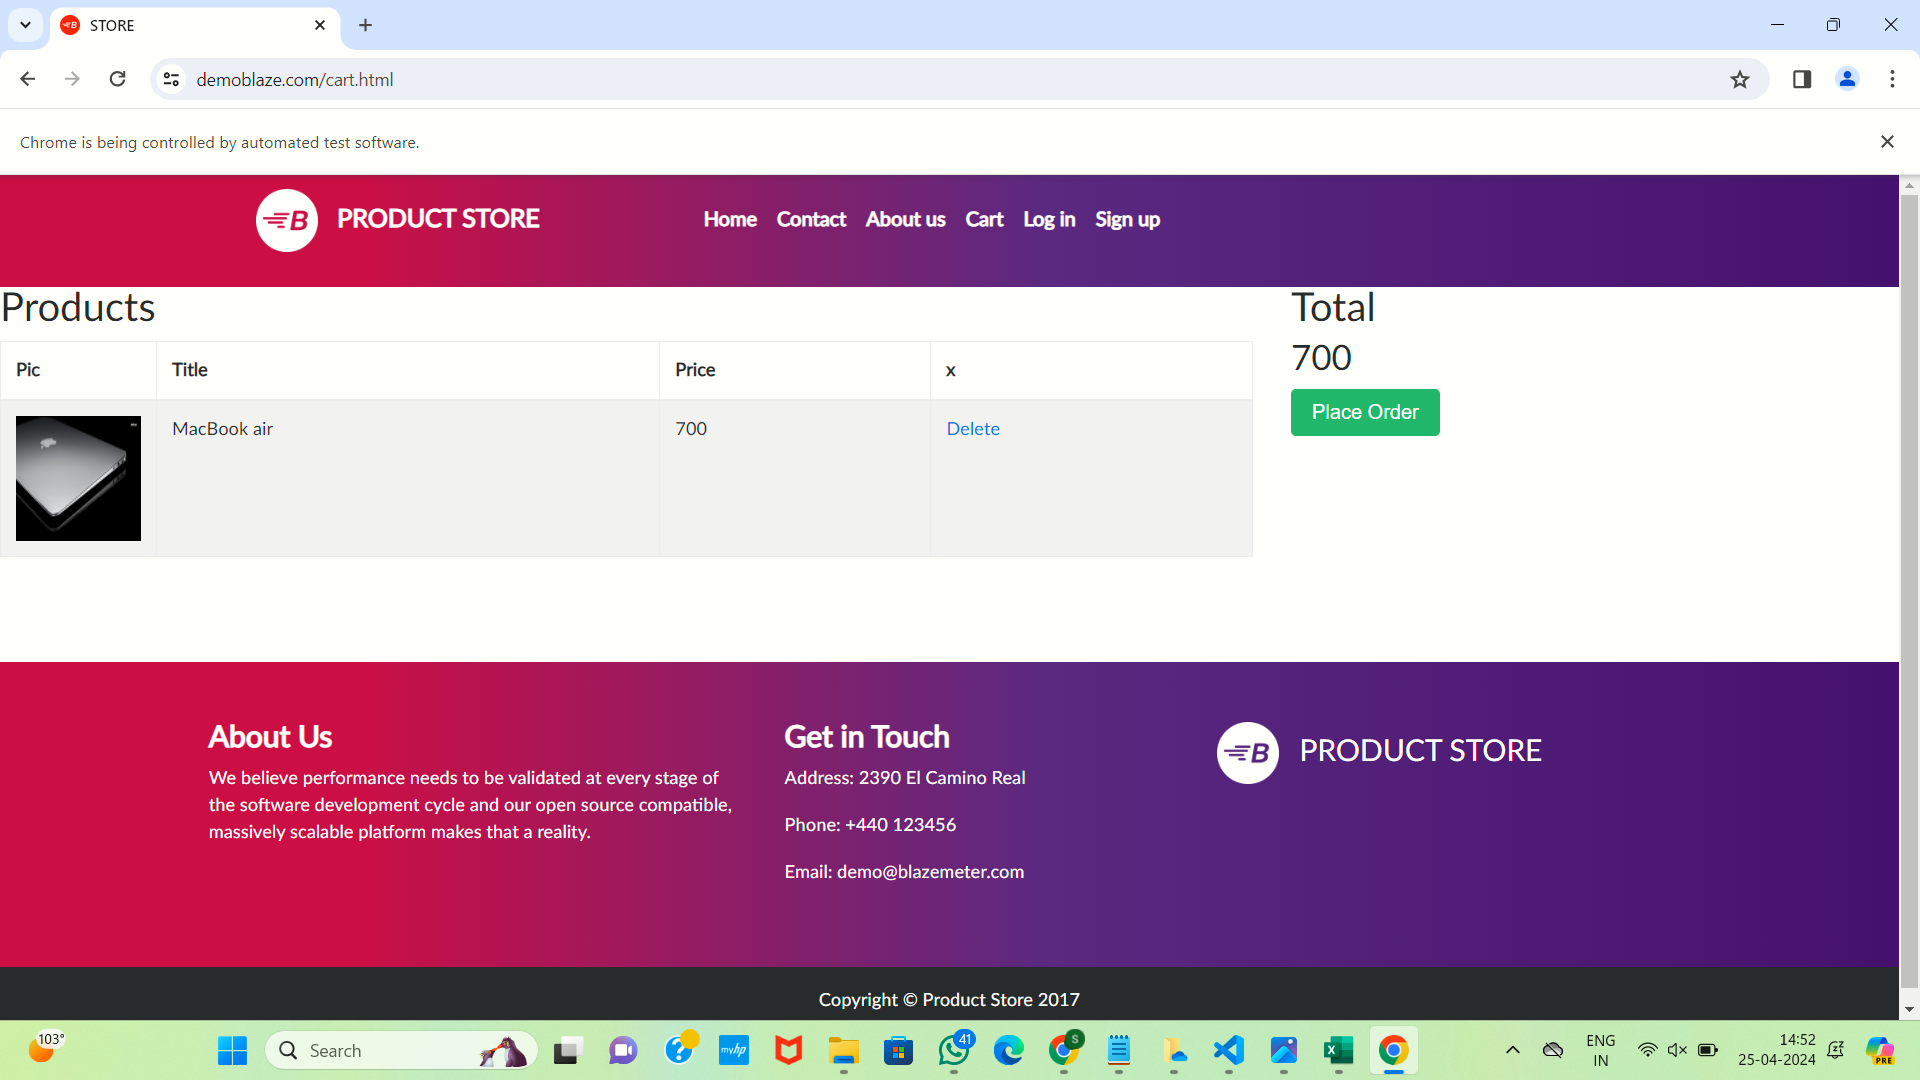 STORE
demoblaze.com/cart.html
Chrome is being controlled by automated test software.
B PRODUCT STORE Home Contact About us Cart Log in Sign up
Products
Total
700
Place Order
Pic Title Price x
MacBook air 700 Delete
About Us
We believe performance needs to be validated at every stage of
the software development cycle and our open source compatible,
massively scalable platform makes that a reality.
Get in Touch
Address: 2390 El Camino Real
Phone: +440 123456
Email: demo@blazemeter.com
B PRODUCT STORE
Copyright © Product Store 2017
103°
Search
myhp
41
S
ENG
IN
14:52
25-04-2024
PRE